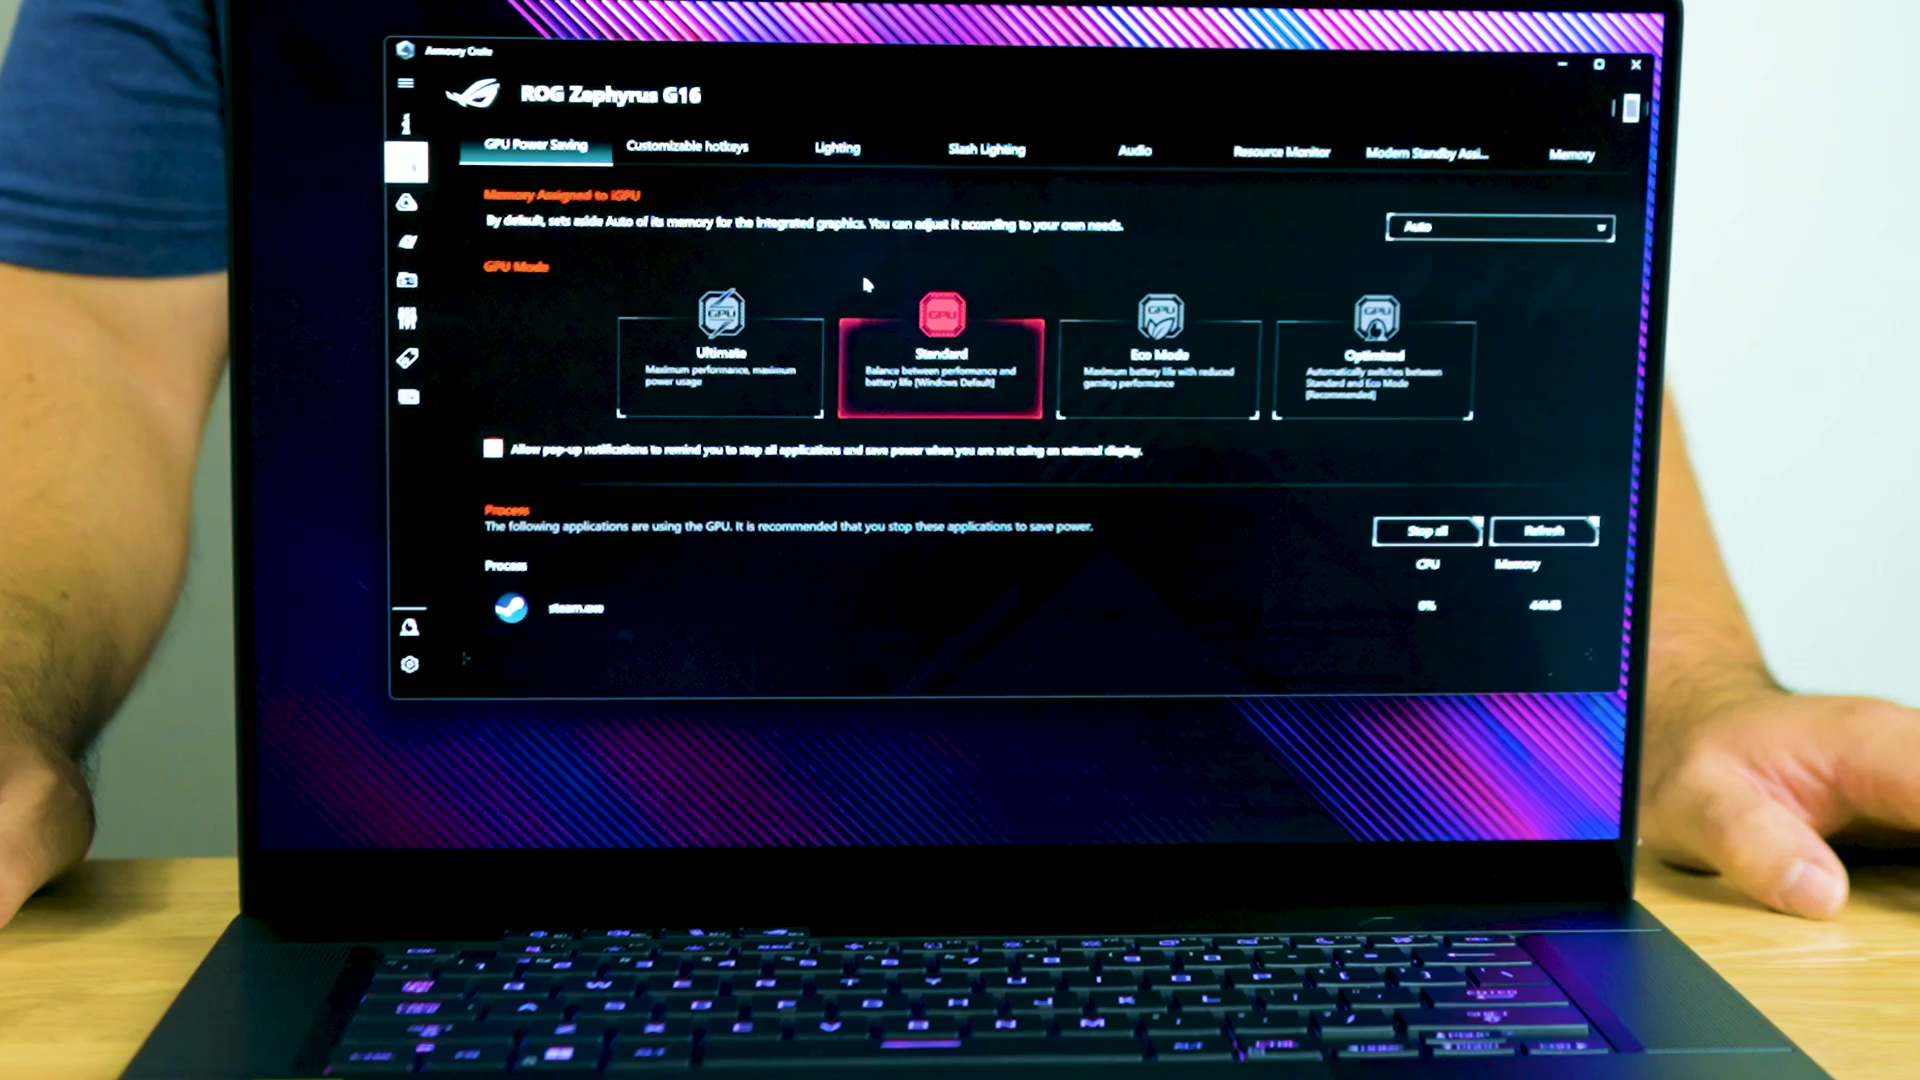 Armoury Crate
ROG Zephyrus G16
GPU Power Saving
Customizable hotkeys
Lighting
Slash Lighting
Audio
Resource Monitor
Modern Standby Assi...
Memory
Memory Assigned to iGPU
By default, sets aside Auto of its memory for the integrated graphics. You can adjust it according to your own needs.
Auto
GPU Mode
GPU
GPU
GPU
GPU
Ultimate
Maximum performance, maximum
power usage
Standard
Balance between performance and
battery life [Windows Default]
Eco Mode
Maximum battery life with reduced
gaming performance
Optimized
Automatically switches between
Standard and Eco Mode
[Recommended]
Allow pop-up notifications to remind you to stop all applications and save power when you are not using an external display.
Process
The following applications are using the GPU. It is recommended that you stop these applications to save power.
Stop all
Refresh
Process
CPU
Memory
steam.exe
0%